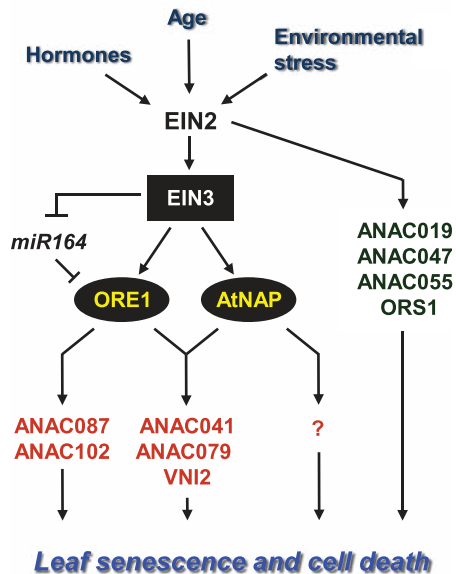 Age
Hormones
Environmental
stress
EIN2
EIN3
miR164
ORE1
AtNAP
ANAC019
ANAC047
ANAC055
ORS1
ANAC087
ANAC102
ANAC041
ANAC079
VNI2
?
Leaf senescence and cell death